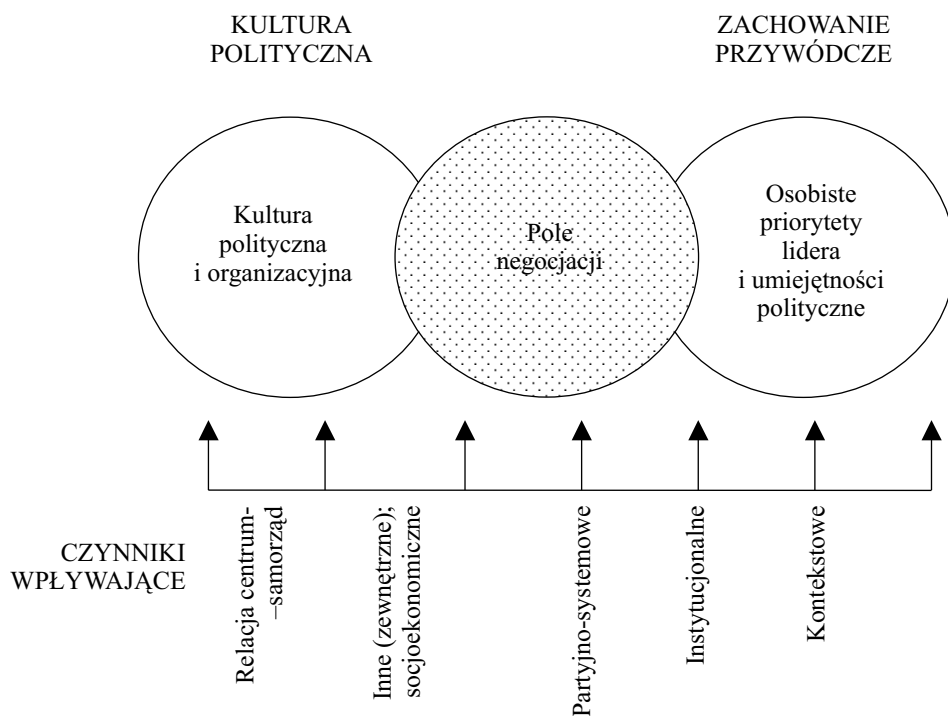 KULTURA
POLITYCZNA
ZACHOWANIE
PRZYWÓDCZE
Kultura
polityczna
i organizacyjna
Pole
negocjacji
Osobiste
priorytety
lidera
i umiejętności
polityczne
CZYNNIKI
WPŁYWAJĄCE
Relacja centrum-
–samorząd
Inne (zewnętrzne);
socjoekonomiczne
Partyjno-systemowe
Instytucjonalne
Kontekstowe